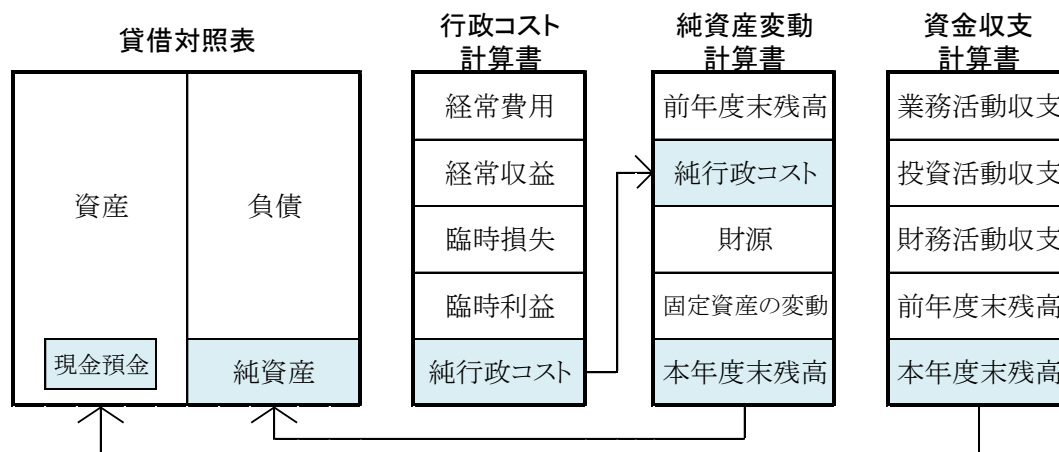 貸借対照表
資産
負債
現金預金
純資産
行政コスト
計算書
経常費用
経常収益
臨時損失
臨時利益
純行政コスト
純資産変動
計算書
前年度末残高
純行政コスト
財源
固定資産の変動
本年度末残高
資金収支
計算書
業務活動収支
投資活動収支
財務活動収支
前年度末残高
本年度末残高